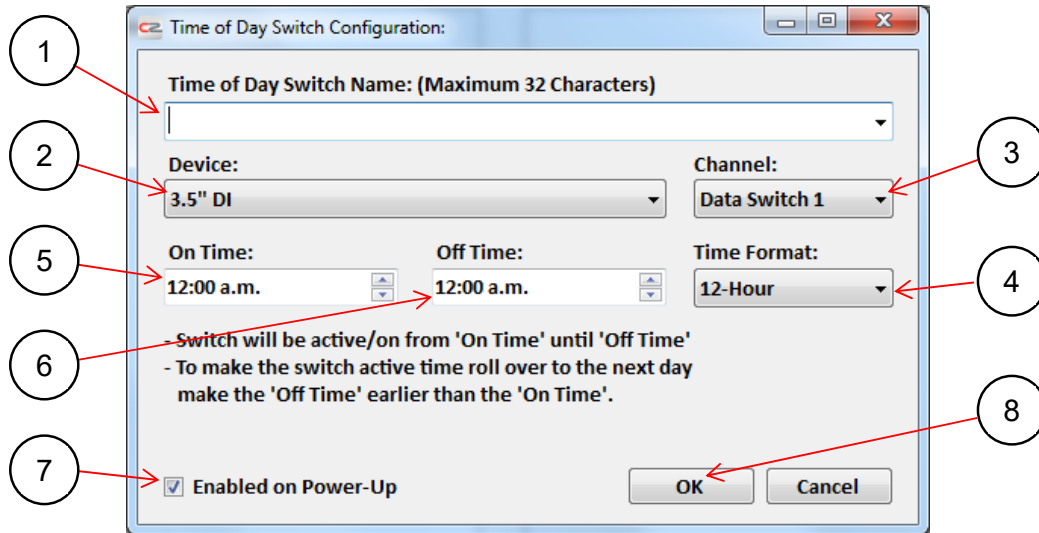 C2 Time of Day Switch Configuration:
1
Time of Day Switch Name: (Maximum 32 Characters)
2
Device:
Channel:
3
3.5" DI
Data Switch 1
5
On Time:
Off Time:
Time Format:
4
12:00 a.m.
12:00 a.m.
12-Hour
6
- Switch will be active/on from 'On Time' until 'Off Time'
- To make the switch active time roll over to the next day
make the 'Off Time' earlier than the 'On Time'.
8
7
Enabled on Power-Up
OK
Cancel